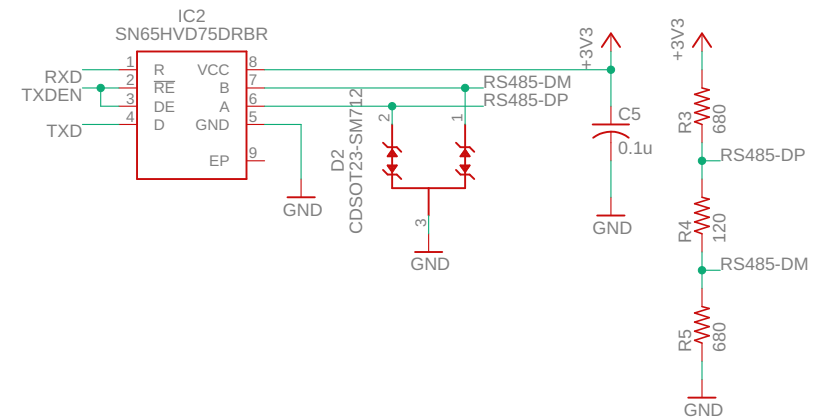 IC2
SN65HVD75DRBR
RXD
TXDEN
TXD
1
2
3
4
R
RE
DE
D
VCC
B
A
GND
EP
8
7
6
5
9
GND
RS485-DM
RS485-DP
2
1
D2
CDSOT23-SM712
3
GND
+3V3
C5
0.1u
GND
+3V3
R3
680
RS485-DP
R4
120
RS485-DM
R5
680
GND